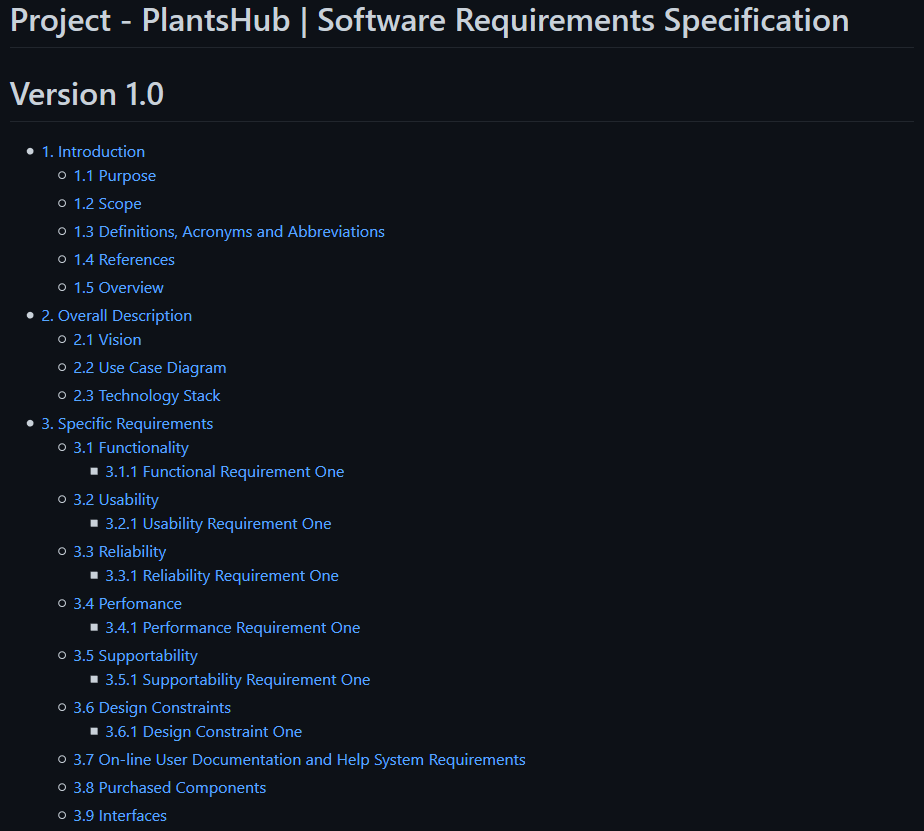 Project - PlantsHub | Software Requirements Specification
Version 1.0
1. Introduction
1.1 Purpose
1.2 Scope
1.3 Definitions, Acronyms and Abbreviations
1.4 References
1.5 Overview
2. Overall Description
2.1 Vision
2.2 Use Case Diagram
2.3 Technology Stack
3. Specific Requirements
3.1 Functionality
3.1.1 Functional Requirement One
3.2 Usability
3.2.1 Usability Requirement One
3.3 Reliability
3.3.1 Reliability Requirement One
3.4 Perfomance
3.4.1 Performance Requirement One
3.5 Supportability
3.5.1 Supportability Requirement One
3.6 Design Constraints
3.6.1 Design Constraint One
3.7 On-line User Documentation and Help System Requirements
3.8 Purchased Components
3.9 Interfaces